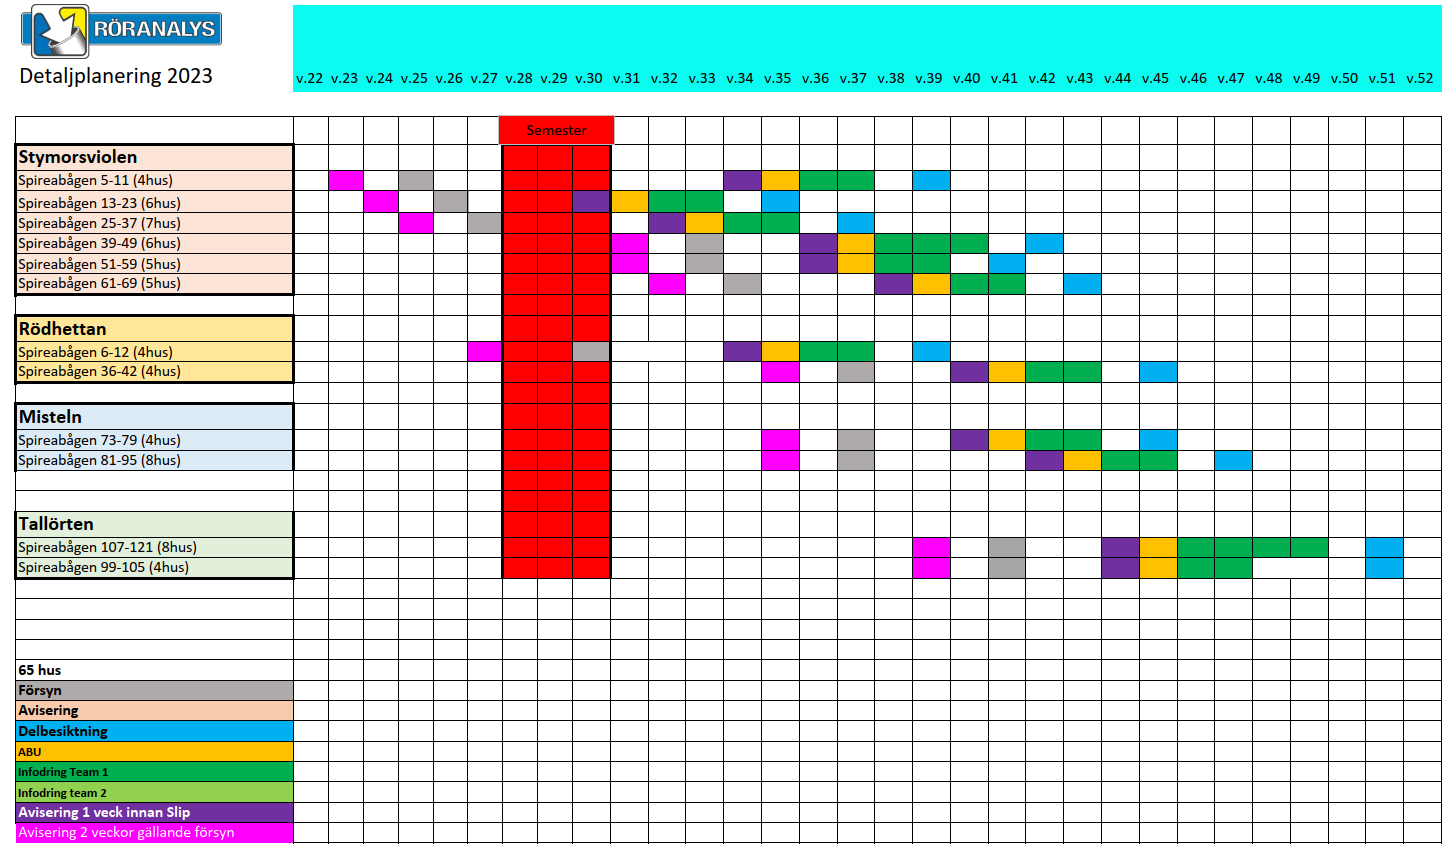 RÖRANALYS
Detaljplanering 2023
v.22 v.23 v.24 v.25 v.26 v.27 v.28 v.29 v.30 v.31 v.32 v.33 v.34 v.35 v.36 v.37 v.38 v.39 v.40 v.41 v.42 v.43 v.44 v.45 v.46 v.47 v.48 v.49 v.50 v.51 v.52
Semester
Stymorsviolen
Spireabågen 5-11 (4hus)
Spireabågen 13-23 (6hus)
Spireabågen 25-37 (7hus)
Spireabågen 39-49 (6hus)
Spireabågen 51-59 (5hus)
Spireabågen 61-69 (5hus)
Rödhettan
Spireabågen 6-12 (4hus)
Spireabågen 36-42 (4hus)
Misteln
Spireabågen 73-79 (4hus)
Spireabågen 81-95 (8hus)
Tallörten
Spireabågen 107-121 (8hus)
Spireabågen 99-105 (4hus)
65 hus
Försyn
Avisering
Delbesiktning
ABU
Infodring Team 1
Infodring team 2
Avisering 1 veck innan Slip
Avisering 2 veckor gällande försyn